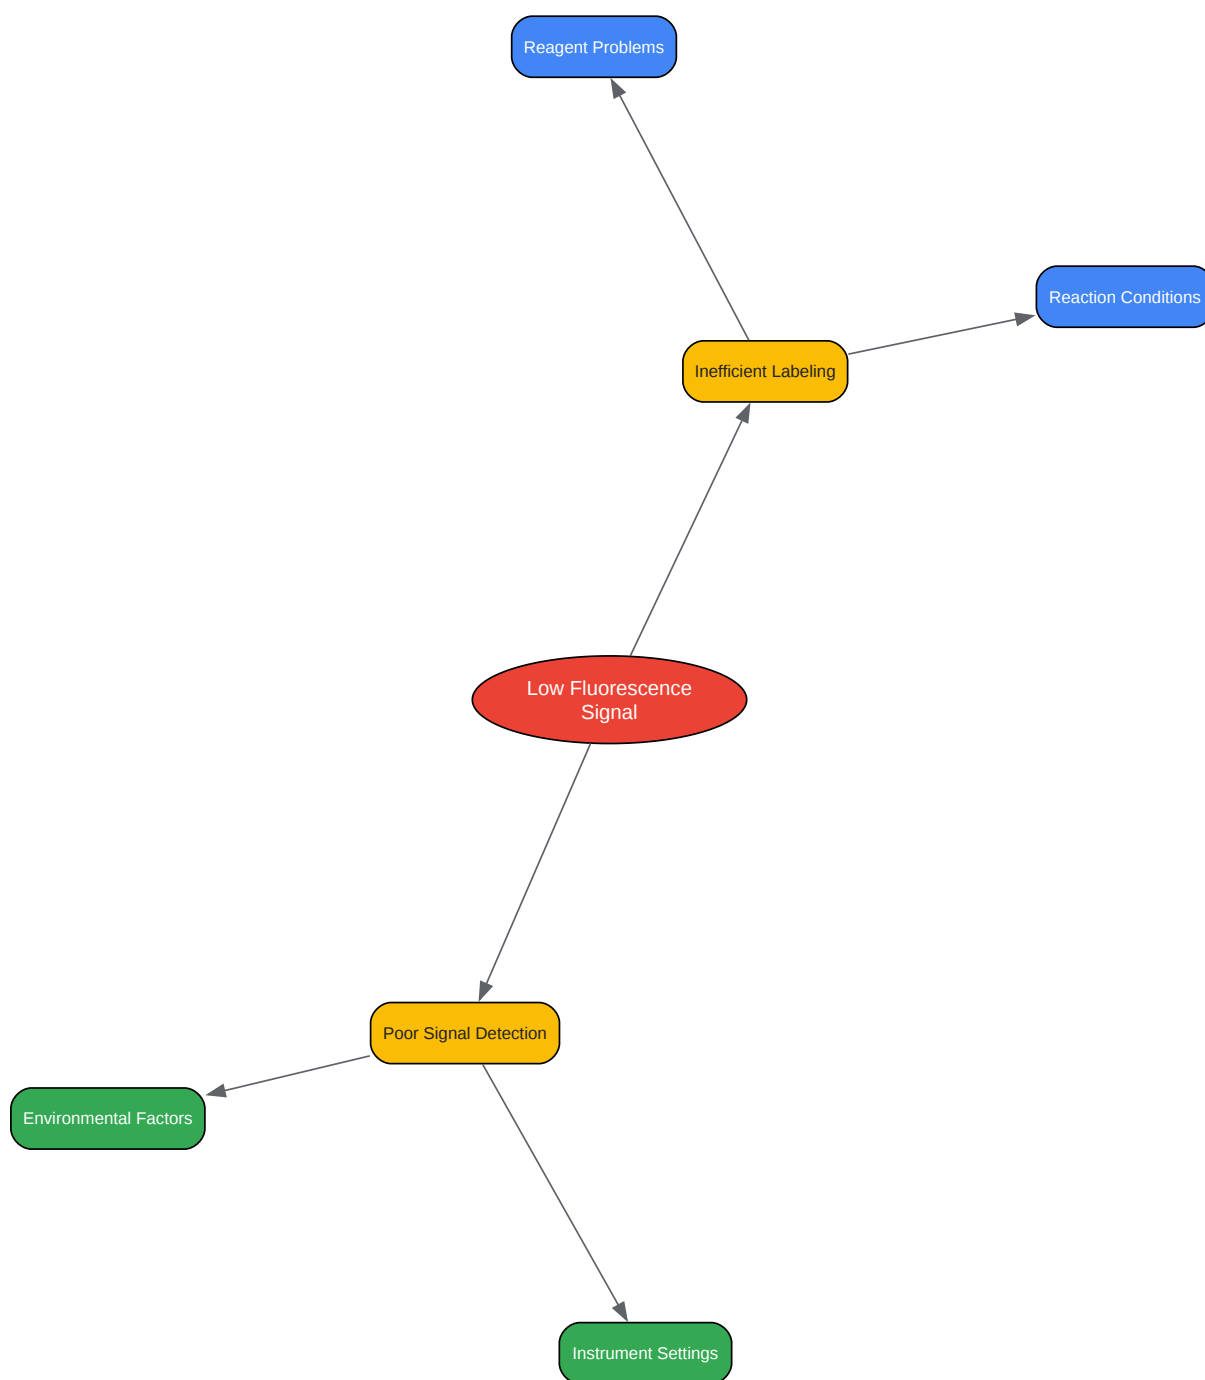 Reagent Problems
Reaction Conditions
Inefficient Labeling
Low Fluorescence
Signal
Poor Signal Detection
Environmental Factors
Instrument Settings